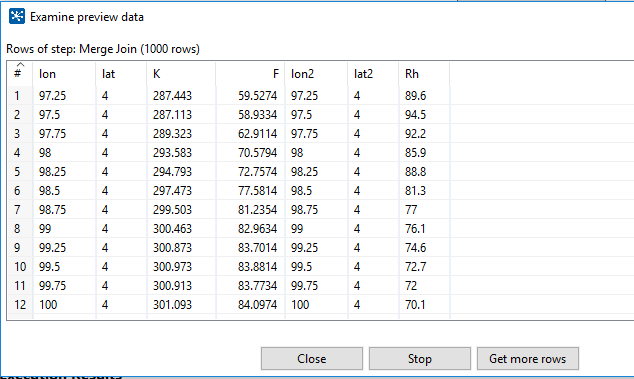 Examine preview data
Rows of step: Merge Join (1000 rows)
# lon lat K F lon2 lat2 Rh
1 97.25 4 287.443 59.5274 97.25 4 89.6
2 97.5 4 287.113 58.9334 97.5 4 94.5
3 97.75 4 289.323 62.9114 97.75 4 92.2
4 98 4 293.583 70.5794 98 4 85.9
5 98.25 4 294.793 72.7574 98.25 4 88.8
6 98.5 4 297.473 77.5814 98.5 4 81.3
7 98.75 4 299.503 81.2354 98.75 4 77
8 99 4 300.463 82.9634 99 4 76.1
9 99.25 4 300.873 83.7014 99.25 4 74.6
10 99.5 4 300.973 83.8814 99.5 4 72.7
11 99.75 4 300.913 83.7734 99.75 4 72
12 100 4 301.093 84.0974 100 4 70.1
Close Stop Get more rows
Execution Results